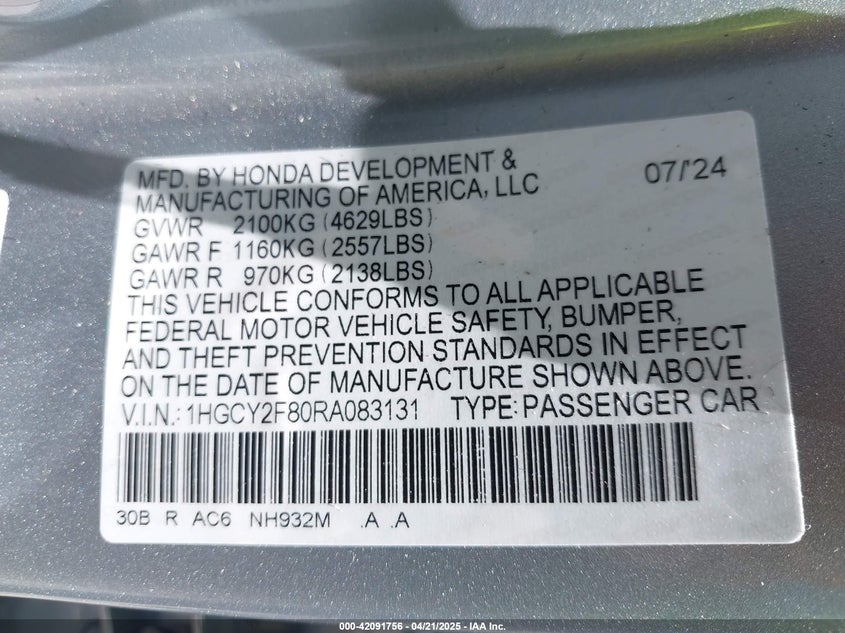 MFD. BY HONDA DEVELOPMENT & 07/'24
MANUFACTURING OF AMERICA, LLC
GVWR 2100KG (4629LBS)
GAWR F 1160KG (2557LBS)
GAWR R 970KG (2138LBS)
THIS VEHICLE CONFORMS TO ALL APPLICABLE
FEDERAL MOTOR VEHICLE SAFETY, BUMPER,
AND THEFT PREVENTION STANDARDS IN EFFECT
ON THE DATE OF MANUFACTURE SHOWN ABOVE.
V.I.N.: 1HGCY2F80RA083131 TYPE: PASSENGER CAR
30B R AC6 NH932M .A .A
000-42091756 - 04/21/2025 - IAA Inc.